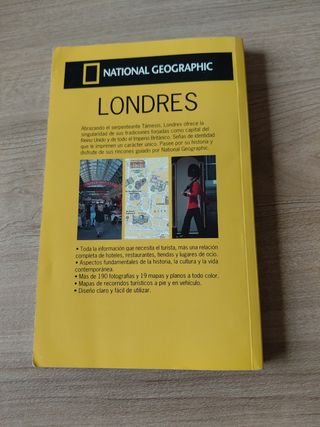 NATIONAL GEOGRAPHIC
LONDRES
Abrazando el serpenteante Támesis, Londres ofrece la
singularidad de sus tradiciones forjadas como capital del
Reino Unido y de todo el Imperio Británico. Señas de identidad
que le imprimen un carácter único. Pasee por su historia y
disfrute de sus rincones guiado por National Geographic.
• Toda la información que necesita el turista, más una relación
completa de hoteles, restaurantes, tiendas y lugares de ocio.
• Aspectos fundamentales de la historia, la cultura y la vida
contemporánea.
• Más de 190 fotografías y 19 mapas y planos a todo color.
• Mapas de recorridos turísticos a pie y en vehículo.
• Diseño claro y fácil de utilizar.